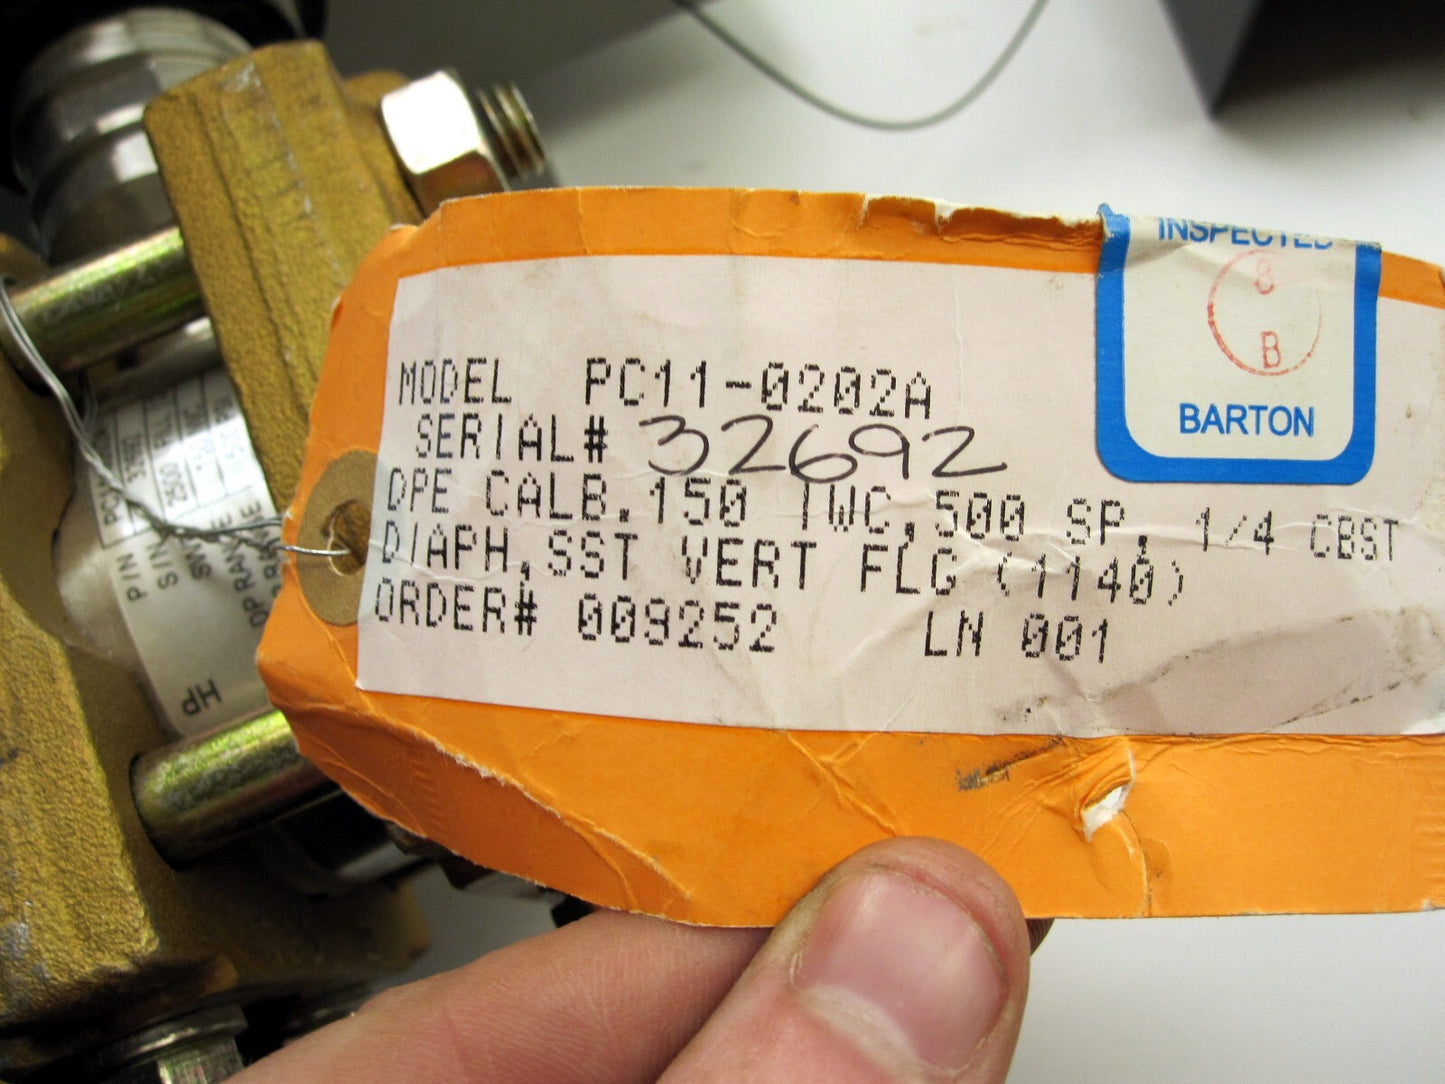 INSPECTED
8
B
BARTON
MODEL PC11-0202A
SERIAL# 32692
DPE CALB.150 IWC,500 SP, 1/4 CBST
DIAPH,SST VERT FLG (1140)
ORDER# 009252 LN 001
P/N
S/N
HP